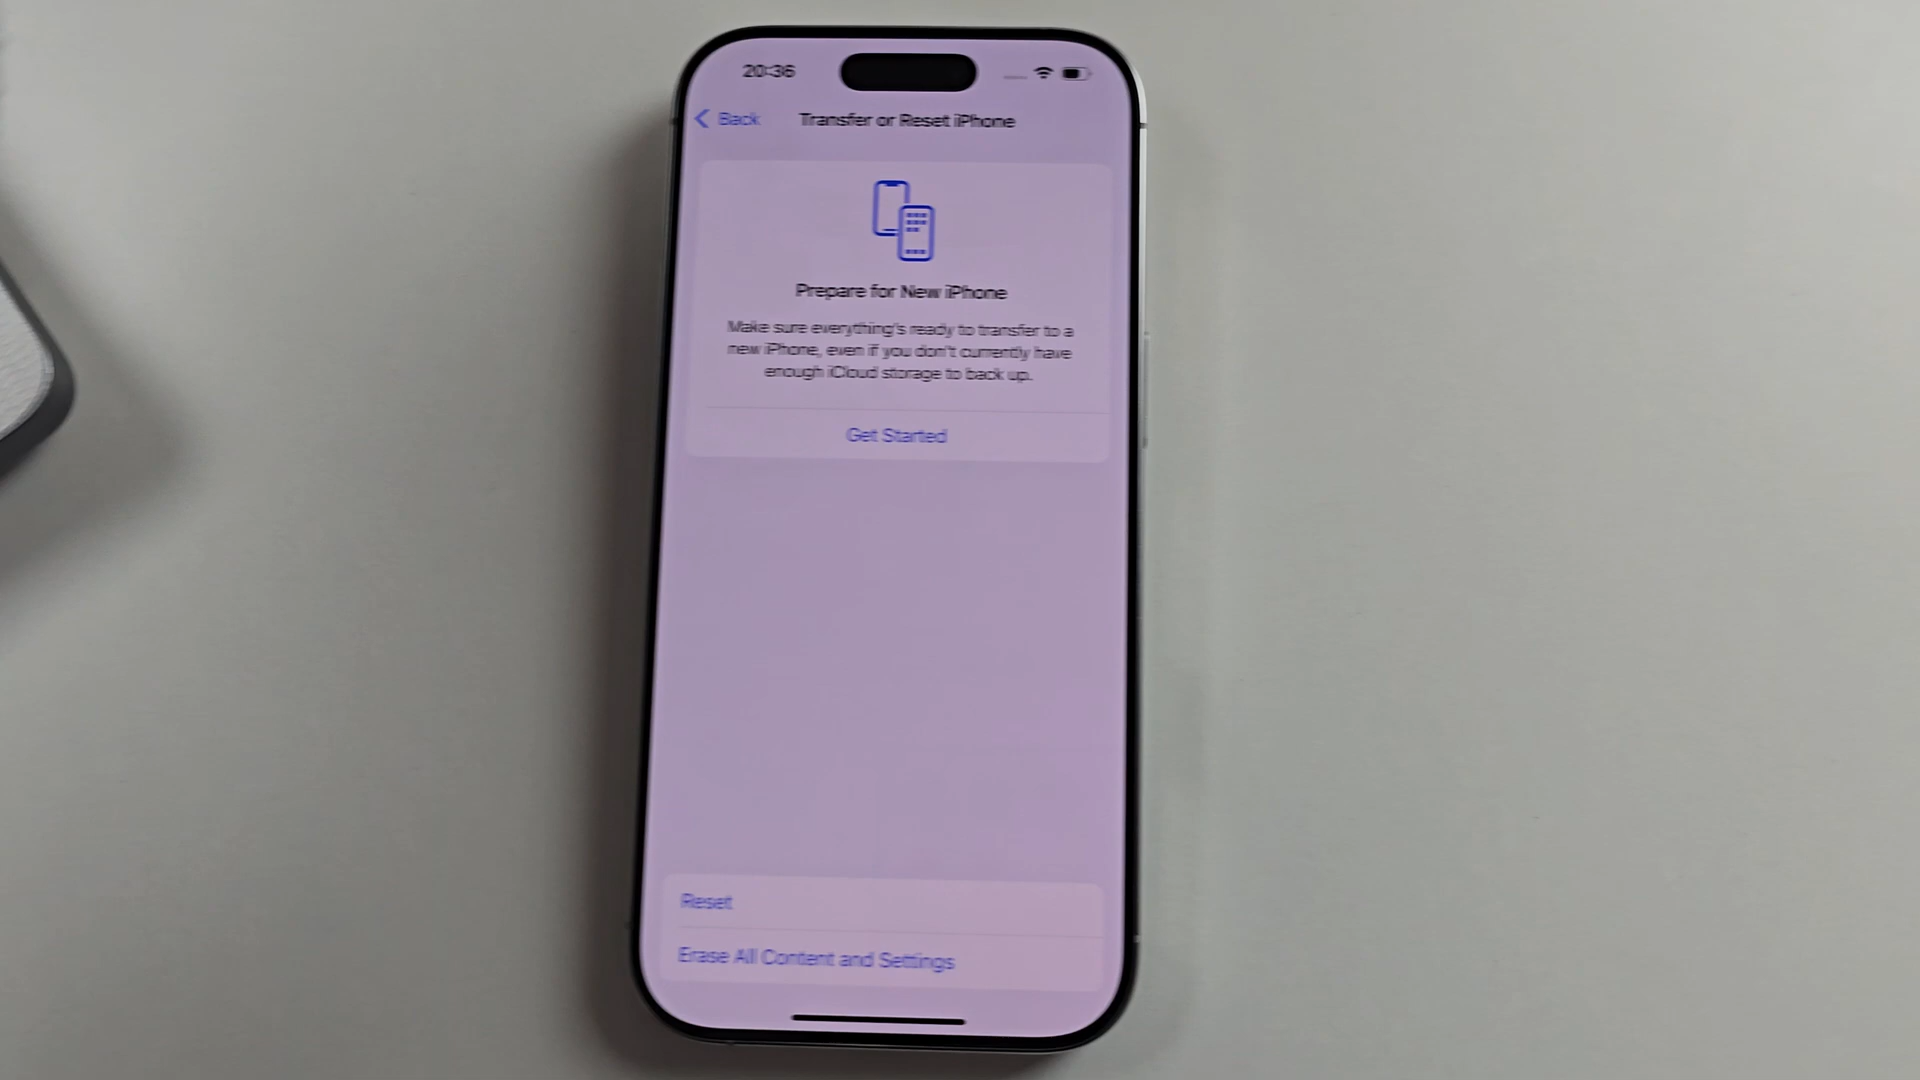 20:36
Back
Transfer or Reset iPhone
Prepare for New iPhone
Make sure everything's ready to transfer to a
new iPhone, even if you don't currently have
enough iCloud storage to back up.
Get Started
Reset
Erase All Content and Settings